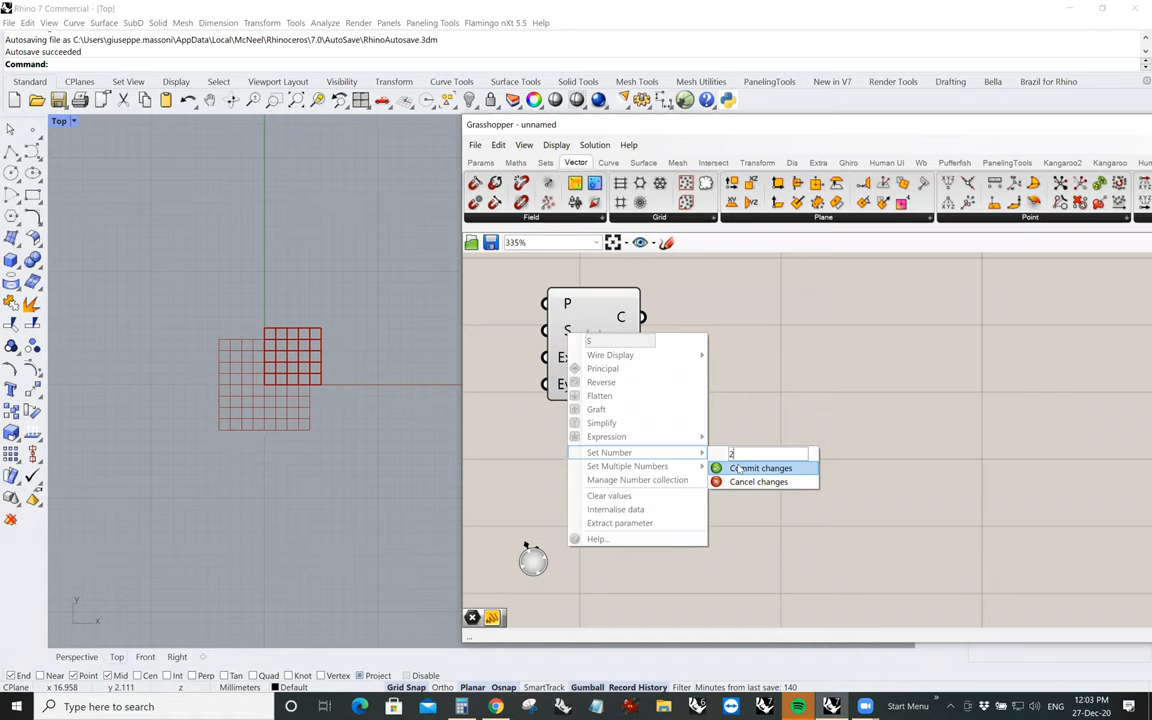 Rhino 7 Commercial - [Top]
File Edit View Curve Surface SubD Solid Mesh Dimension Transform Tools Analyze Render Panels Paneling Tools Flamingo nXt 5.5 Help
Autosaving file as C:\Users\giuseppe.massoni\AppData\Local\McNeel\Rhinoceros\7.0\AutoSave\RhinoAutosave.3dm
Autosave succeeded
Command:
Standard CPlanes Set View Display Select Viewport Layout Visibility Transform Curve Tools Surface Tools Solid Tools Mesh Tools Mesh Utilities PanelingTools New in V7 Render Tools Drafting Bella Brazil for Rhino
Top
Grasshopper - unnamed
File Edit View Display Solution Help
Params Maths Sets Vector Curve Surface Mesh Intersect Transform Dis Extra Ghiro Human UI Wb Pufferfish PanelingTools Kangaroo2 Kangaroo
Field Grid Plane Point
335%
P
S
C
S
Wire Display
Principal
Reverse
Flatten
Graft
Simplify
Expression
Set Number
2
Set Multiple Numbers
Commit changes
Manage Number collection
Cancel changes
Clear values
Internalise data
Extract parameter
Help...
y
x
...
Perspective Top Front Right
End Near Point Mid Cen Int Perp Tan Quad Knot Vertex Project Disable
CPlane x 16.958 y 2.111 z Millimeters Default Grid Snap Ortho Planar Osnap SmartTrack Gumball Record History Filter Minutes from last save: 140
Type here to search
Start Menu
12:03 PM
27-Dec-20